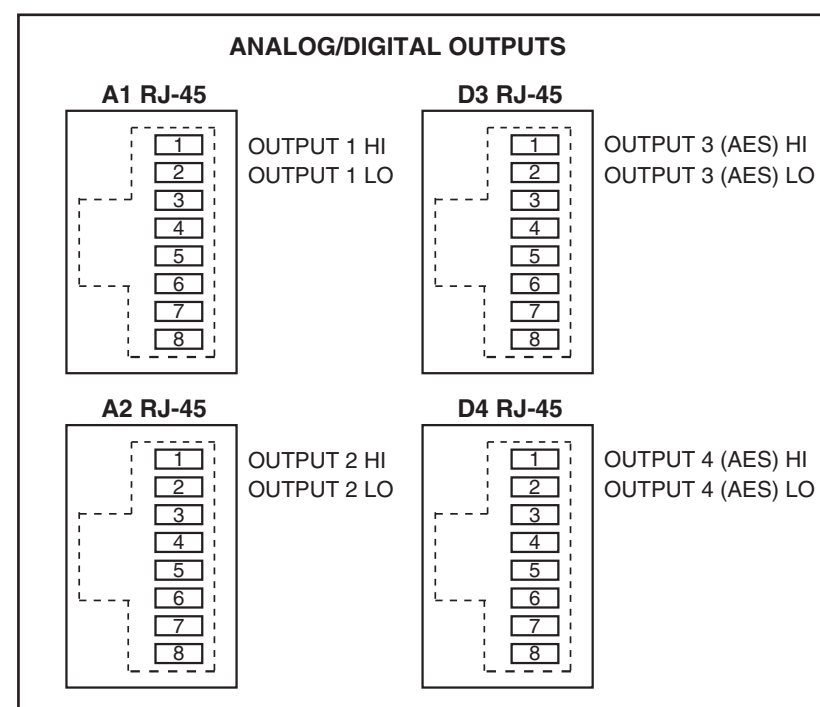 ANALOG/DIGITAL OUTPUTS
A1 RJ-45
1 OUTPUT 1 HI
2 OUTPUT 1 LO
3
4
5
6
7
8
D3 RJ-45
1 OUTPUT 3 (AES) HI
2 OUTPUT 3 (AES) LO
3
4
5
6
7
8
A2 RJ-45
1 OUTPUT 2 HI
2 OUTPUT 2 LO
3
4
5
6
7
8
D4 RJ-45
1 OUTPUT 4 (AES) HI
2 OUTPUT 4 (AES) LO
3
4
5
6
7
8